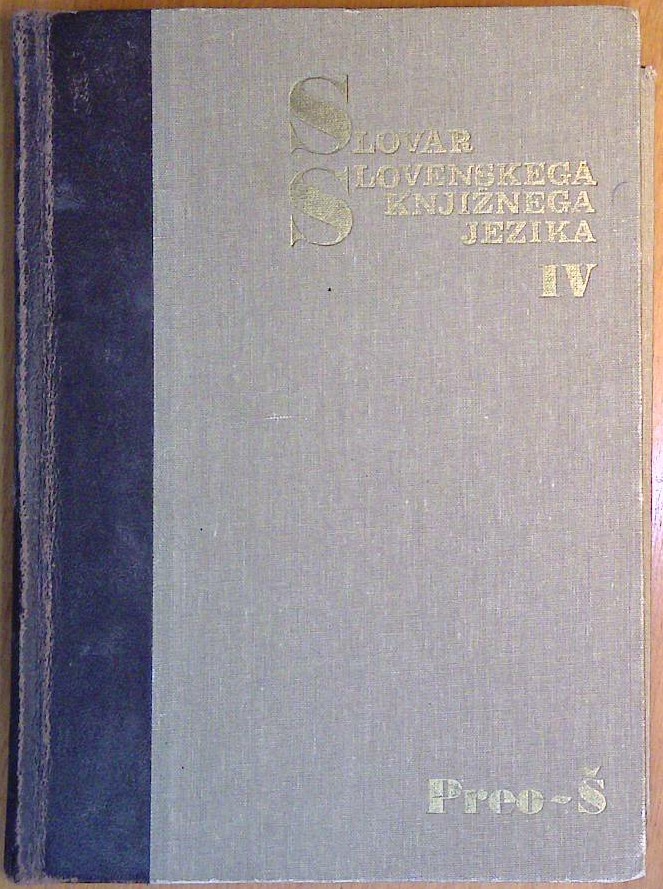 SLOVAR
SLOVENSKEGA
KNJIŽNEGA
JEZIKA
IV
Preo-Š